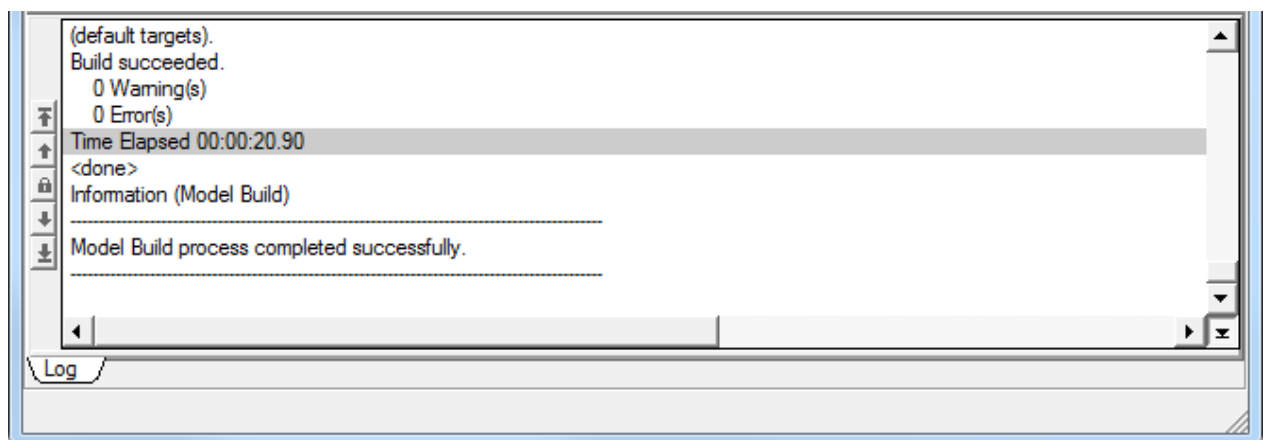 (default targets).
Build succeeded.
0 Warning(s)
0 Error(s)
Time Elapsed 00:00:20.90
<done>
Information (Model Build)
--------------------------------------------------------------------------------
Model Build process completed successfully.
--------------------------------------------------------------------------------
Log